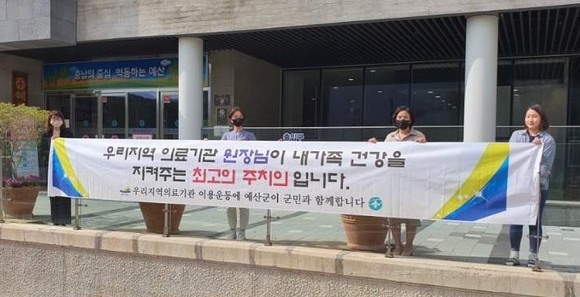 충남의 중심, 약동하는 예산
우리지역 의료기관 원장님이 내가족 건강을
지켜주는 최고의 주치의 입니다.
우리지역의료기관 이용운동에 예산군이 군민과 함께합니다